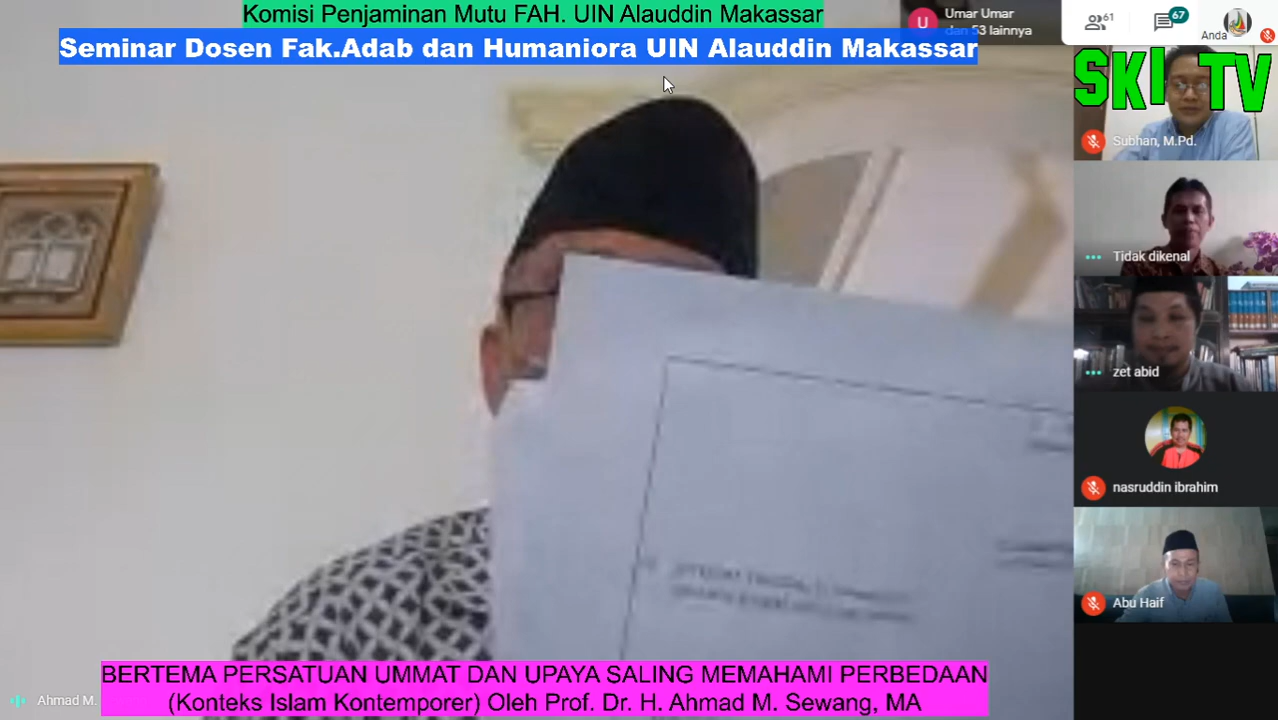 Komisi Penjaminan Mutu FAH. UIN Alauddin Makassar
Seminar Dosen Fak.Adab dan Humaniora UIN Alauddin Makassar
U
Umar Umar
dan 53 lainnya
61
67
Anda
SKI TV
Subhan, M.Pd.
Tidak dikenal
zet abid
nasruddin ibrahim
Abu Haif
BERTEMA PERSATUAN UMMAT DAN UPAYA SALING MEMAHAMI PERBEDAAN
(Konteks Islam Kontemporer) Oleh Prof. Dr. H. Ahmad M. Sewang, MA
Ahmad M.